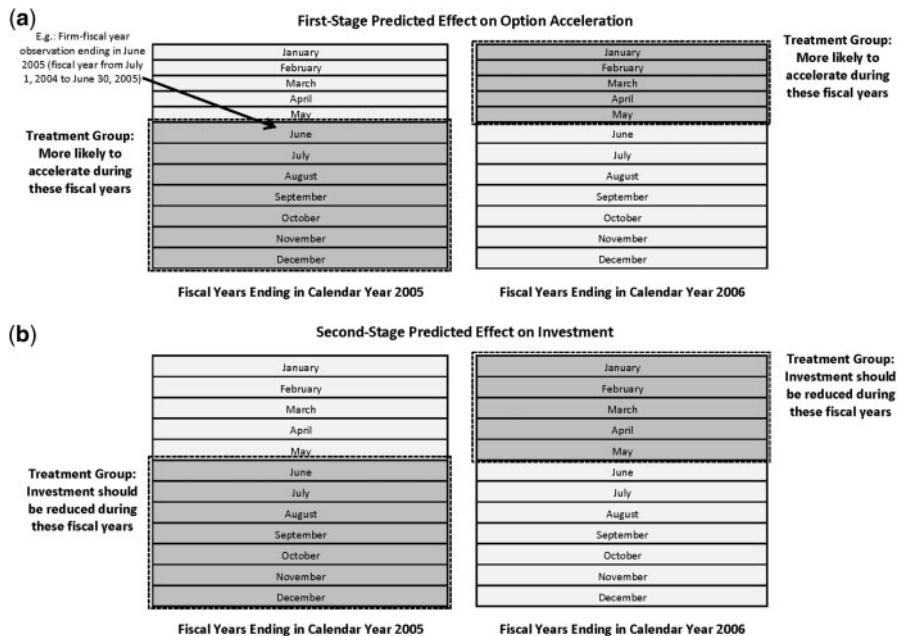 (a)
First-Stage Predicted Effect on Option Acceleration
E.g.: Firm-fiscal year
observation ending in June
2005 (fiscal year from July
1, 2004 to June 30, 2005)
Treatment Group:
More likely to
accelerate during
these fiscal years
January
February
March
April
May
June
July
August
September
October
November
December
Fiscal Years Ending in Calendar Year 2005
January
February
March
April
May
June
July
August
September
October
November
December
Fiscal Years Ending in Calendar Year 2006
Treatment Group:
More likely to
accelerate during
these fiscal years
(b)
Second-Stage Predicted Effect on Investment
Treatment Group:
Investment should
be reduced during
these fiscal years
January
February
March
April
May
June
July
August
September
October
November
December
Fiscal Years Ending in Calendar Year 2005
January
February
March
April
May
June
July
August
September
October
November
December
Fiscal Years Ending in Calendar Year 2006
Treatment Group:
Investment should
be reduced during
these fiscal years